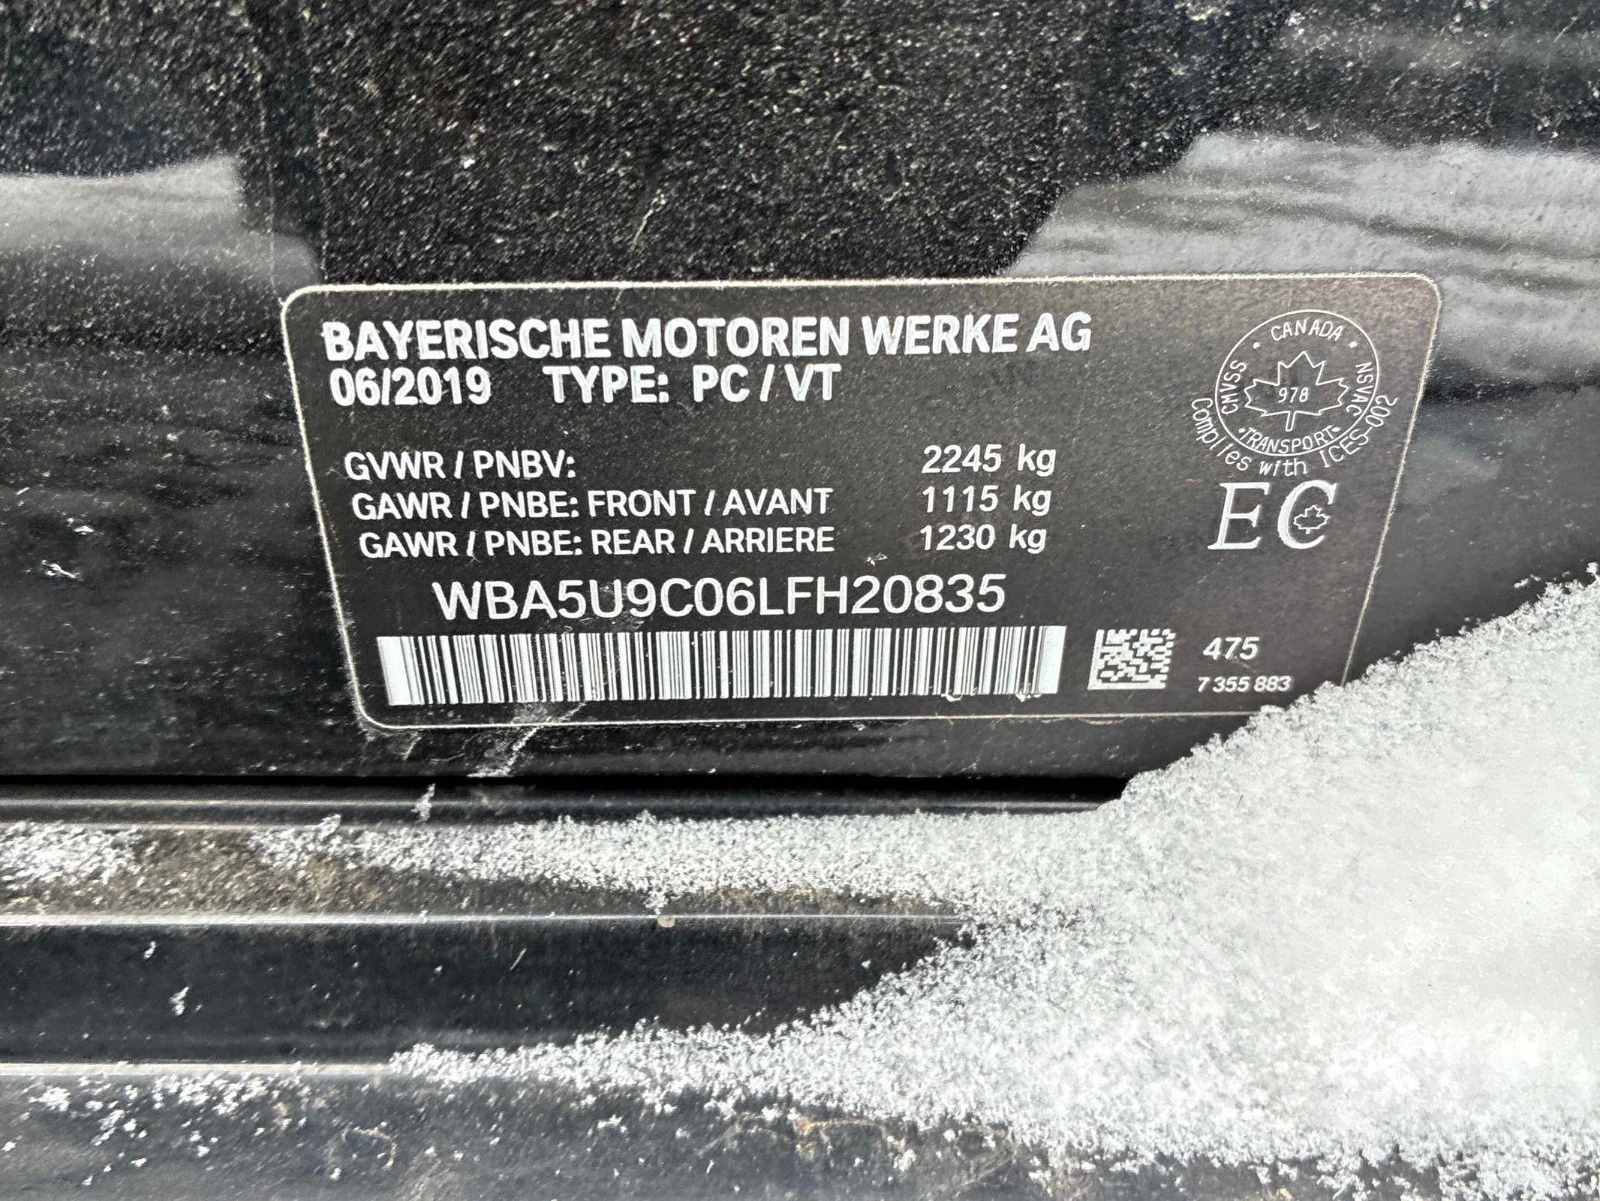 BAYERISCHE MOTOREN WERKE AG
06/2019 TYPE: PC / VT
GVWR / PNBV: 2245 kg
GAWR / PNBE: FRONT / AVANT 1115 kg
GAWR / PNBE: REAR / ARRIERE 1230 kg
WBA5U9C06LFH20835
CANADA
CMVSS
NSVAC
978
TRANSPORT
Complies with ICES-002
EC
475
7 355 883